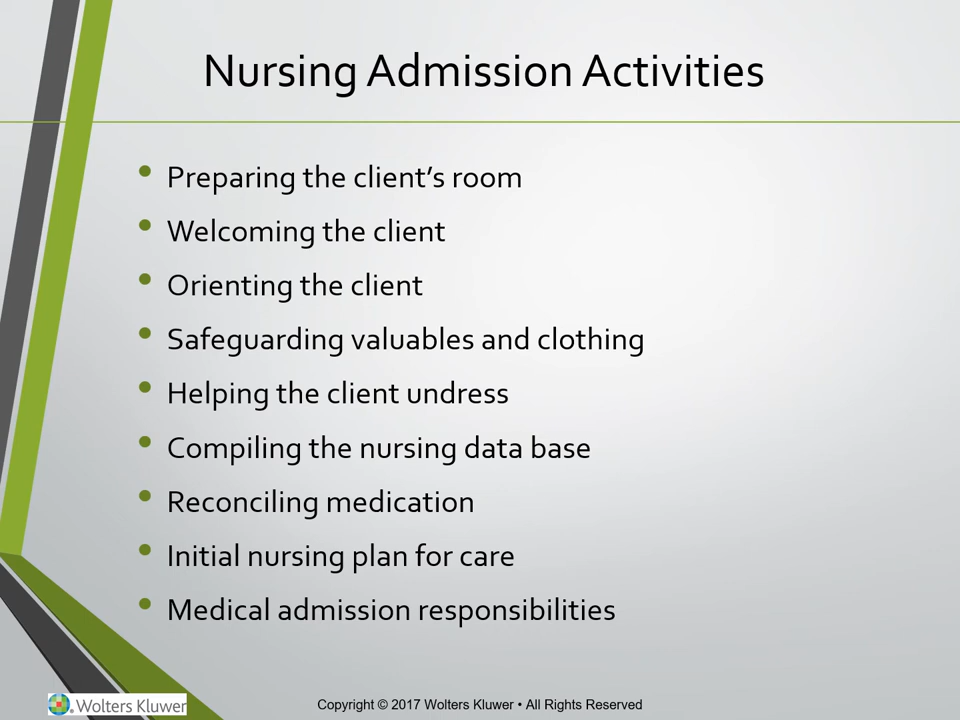 Nursing Admission Activities
• Preparing the client’s room
• Welcoming the client
• Orienting the client
• Safeguarding valuables and clothing
• Helping the client undress
• Compiling the nursing data base
• Reconciling medication
• Initial nursing plan for care
• Medical admission responsibilities
Wolters Kluwer
Copyright © 2017 Wolters Kluwer • All Rights Reserved